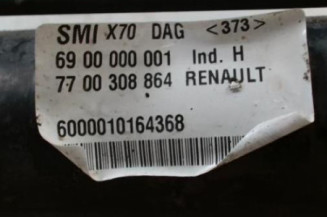 SMI X70 DAG <373>
69 00 000 001 Ind. H
77 00 308 864 RENAULT
6000010164368